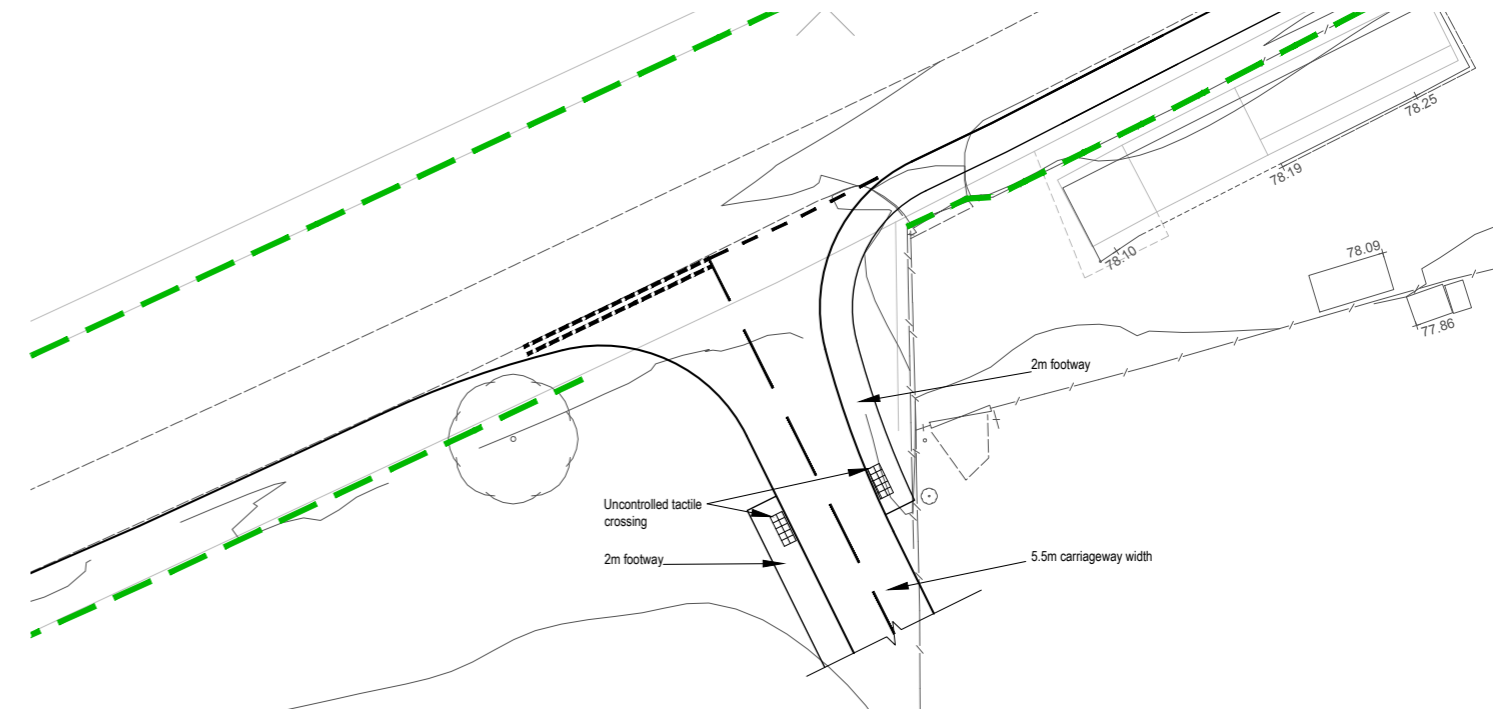 78.25
78.19
78.10
78.09
77.86
2m footway
Uncontrolled tactile
crossing
2m footway
5.5m carriageway width